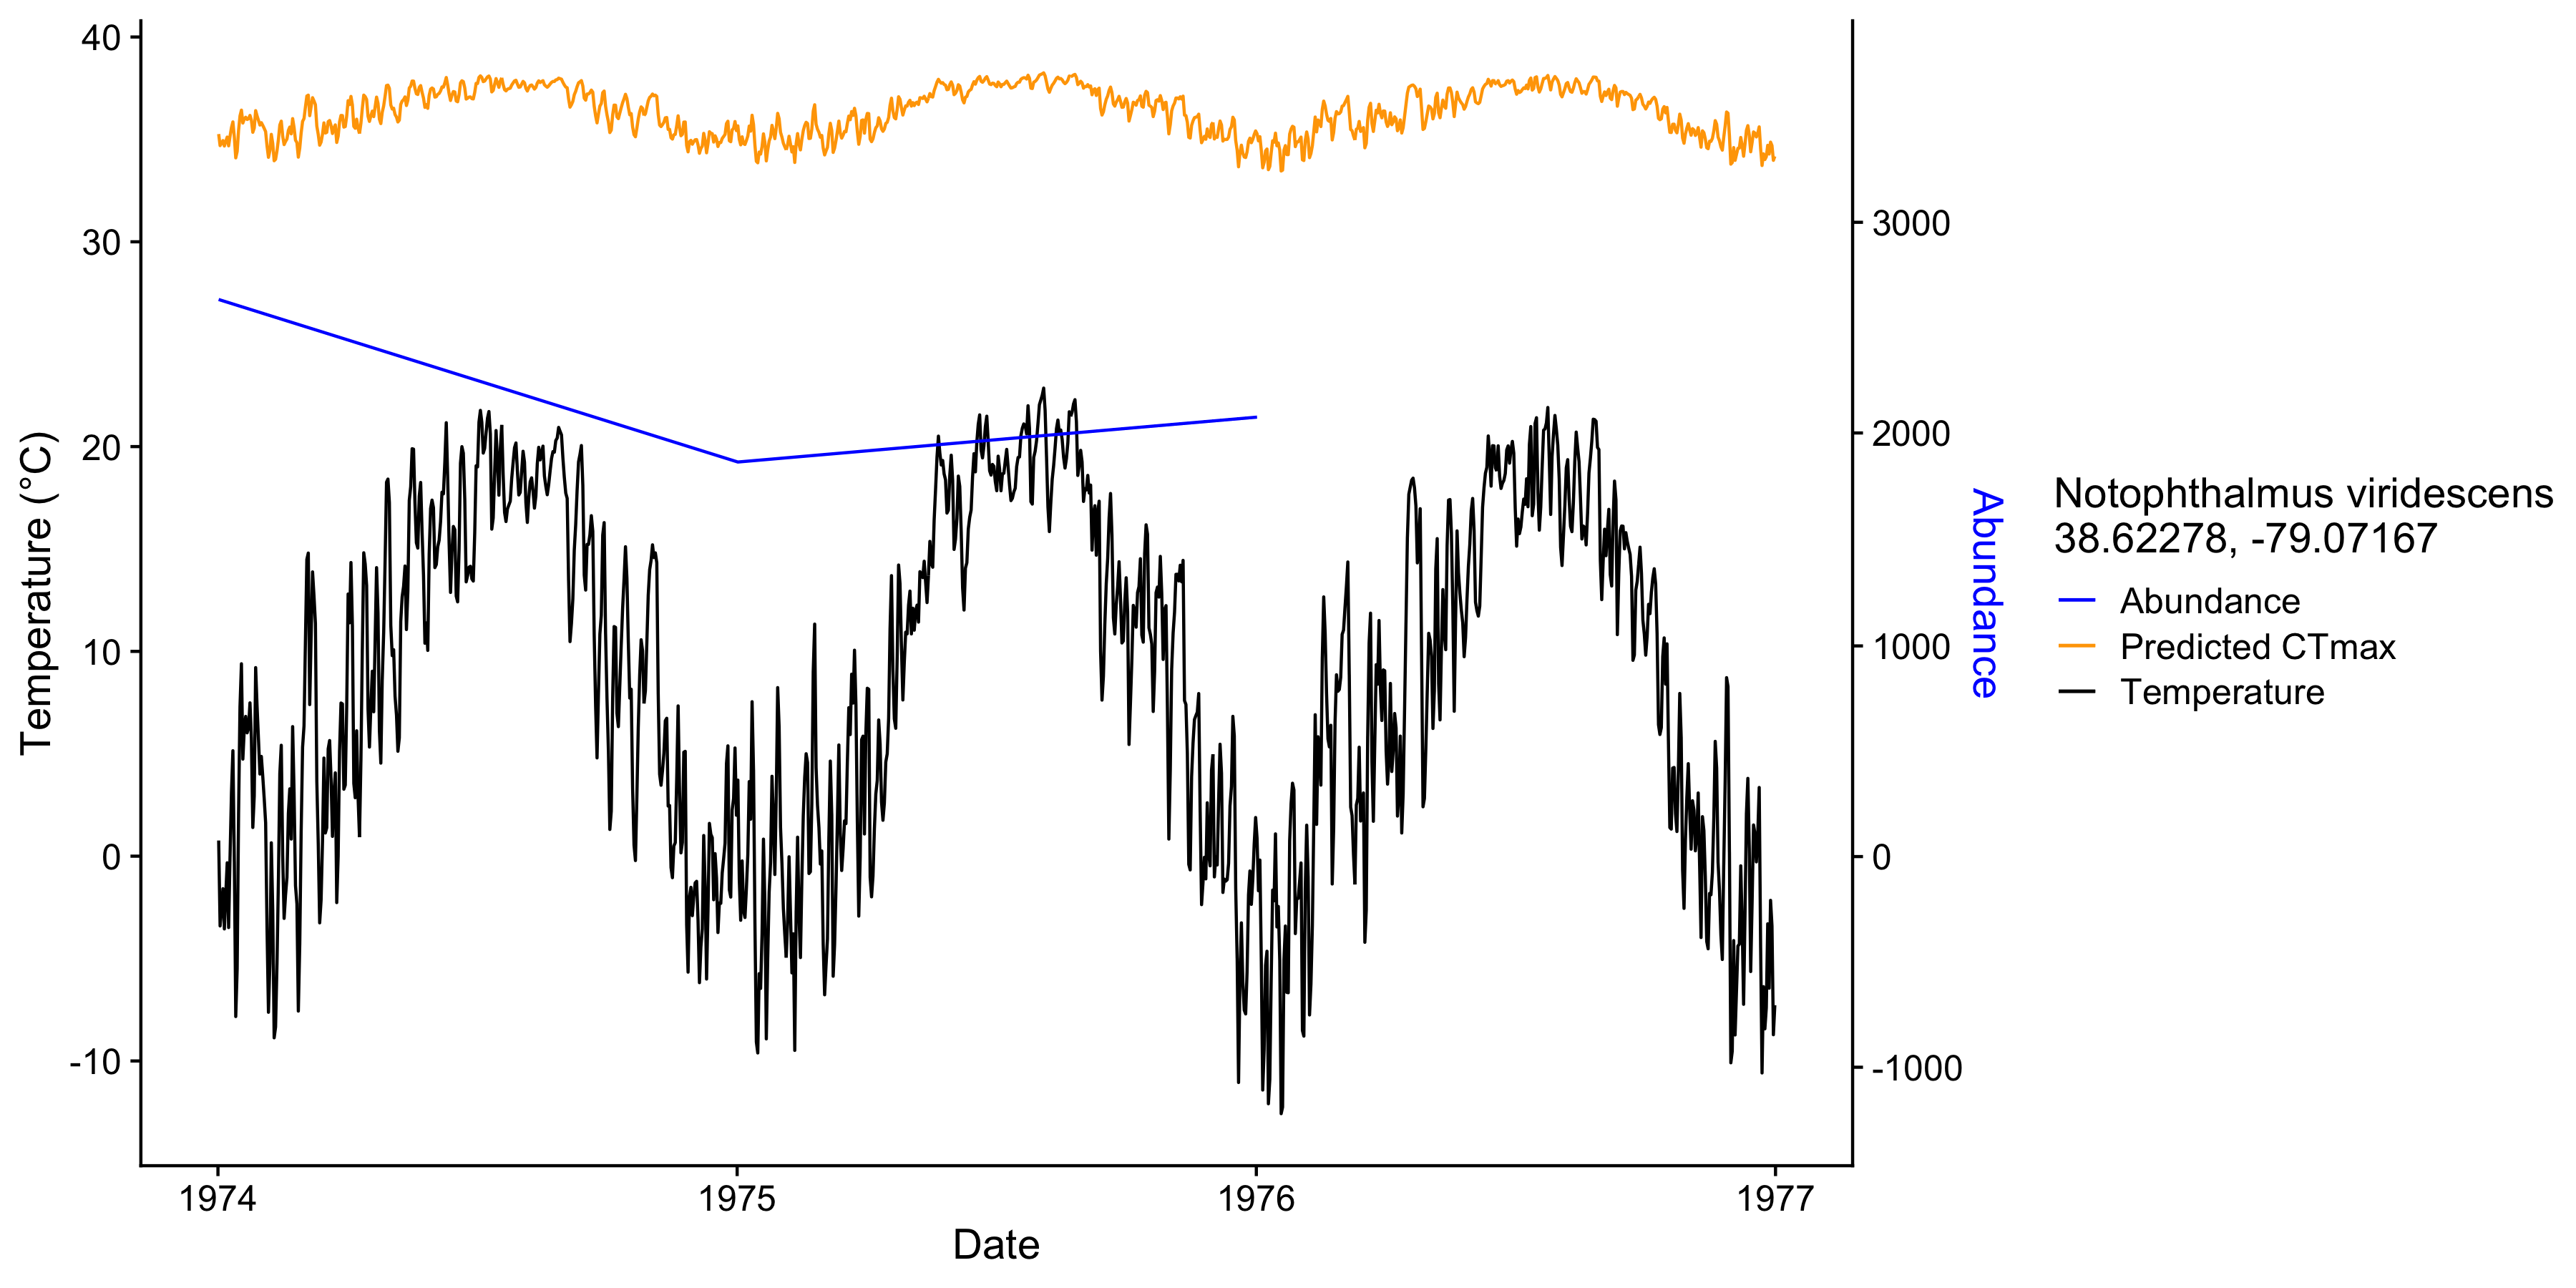 40
30
20
10
0
-10
Temperature (°C)
1974
1975
1976
1977
Date
3000
2000
1000
0
-1000
Abundance
Notophthalmus viridescens
38.62278, -79.07167
Abundance
Predicted CTmax
Temperature